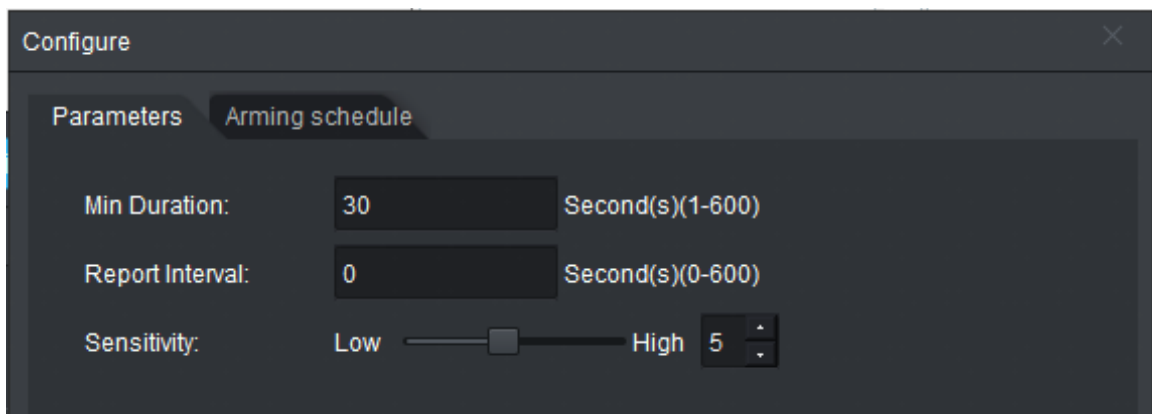 Configure
Parameters Arming schedule
Min Duration: 30 Second(s)(1-600)
Report Interval: 0 Second(s)(0-600)
Sensitivity: Low High 5